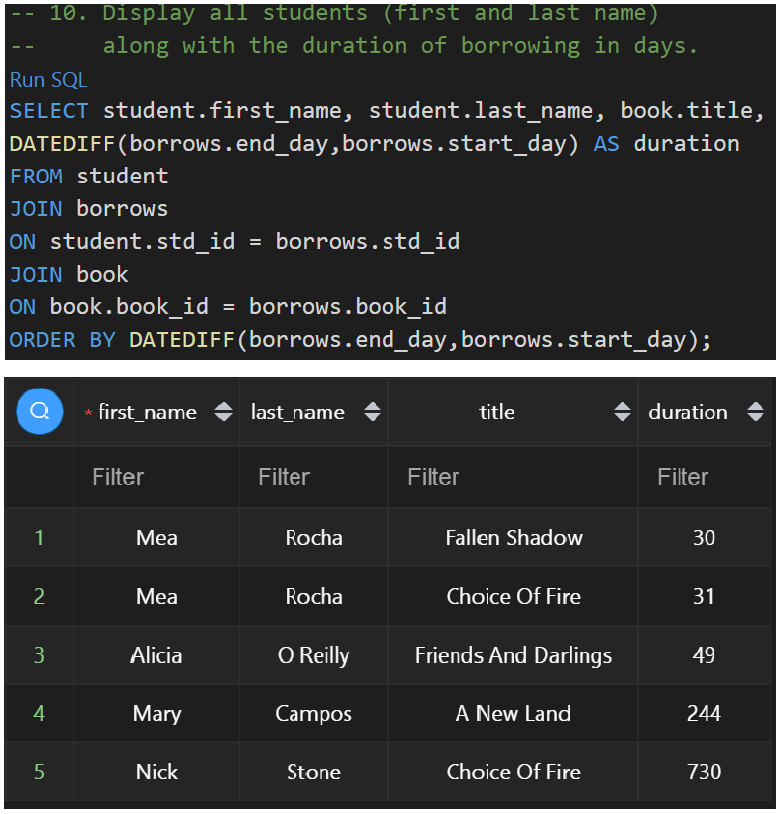 -- 10. Display all students (first and last name)
--     along with the duration of borrowing in days.
Run SQL
SELECT student.first_name, student.last_name, book.title,
DATEDIFF(borrows.end_day,borrows.start_day) AS duration
FROM student
JOIN borrows
ON student.std_id = borrows.std_id
JOIN book
ON book.book_id = borrows.book_id
ORDER BY DATEDIFF(borrows.end_day,borrows.start_day);
* first_name last_name title duration
Filter Filter Filter Filter
1 Mea Rocha Fallen Shadow 30
2 Mea Rocha Choice Of Fire 31
3 Alicia O Reilly Friends And Darlings 49
4 Mary Campos A New Land 244
5 Nick Stone Choice Of Fire 730